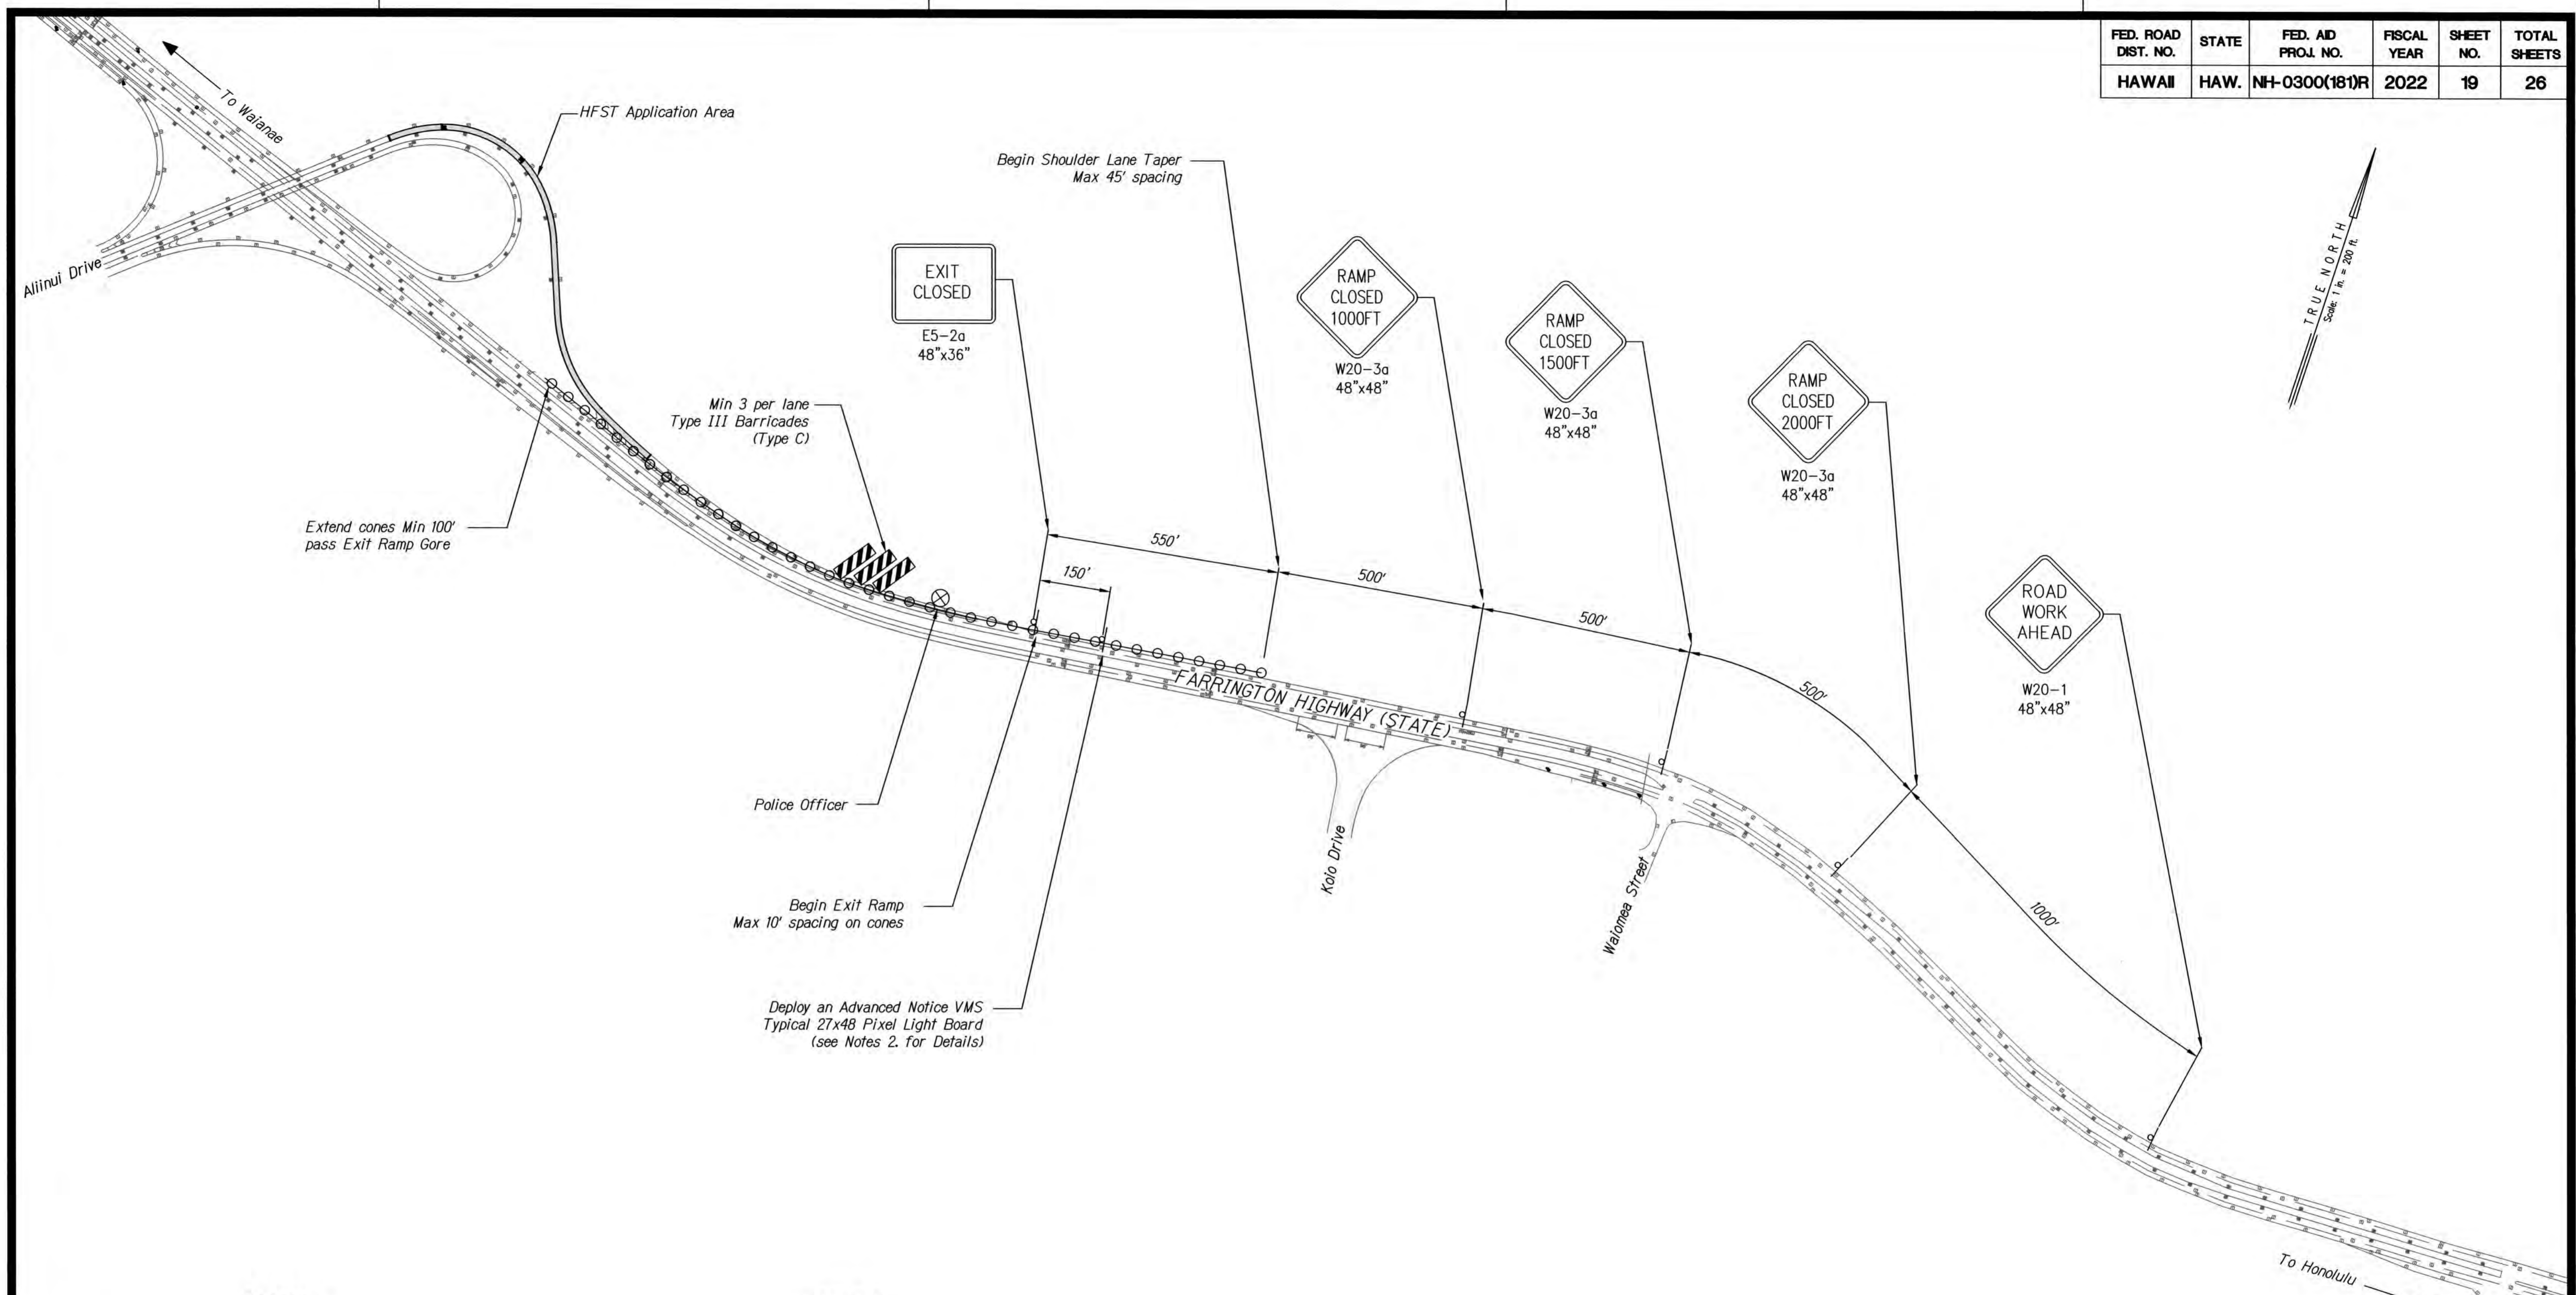 FED. ROAD DIST. NO.
STATE
FED. AID PROJ. NO.
FISCAL YEAR
SHEET NO.
TOTAL SHEETS
HAWAII
HAW.
NH-0300(181)R
2022
19
26
To Waianae
HFST Application Area
Begin Shoulder Lane Taper
Max 45' spacing
TRUE NORTH
Scale: 1 in. = 200 ft.
Aliinui Drive
EXIT
CLOSED
E5-2a
48"x36"
RAMP
CLOSED
1000FT
W20-3a
48"x48"
RAMP
CLOSED
1500FT
W20-3a
48"x48"
RAMP
CLOSED
2000FT
W20-3a
48"x48"
Min 3 per lane
Type III Barricades
(Type C)
Extend cones Min 100'
pass Exit Ramp Gore
550'
150'
500'
500'
500'
1000'
ROAD
WORK
AHEAD
W20-1
48"x48"
FARRINGTON HIGHWAY (STATE)
Police Officer
Koio Drive
Waiomea Street
Begin Exit Ramp
Max 10' spacing on cones
Deploy an Advanced Notice VMS
Typical 27x48 Pixel Light Board
(see Notes 2. for Details)
To Honolulu